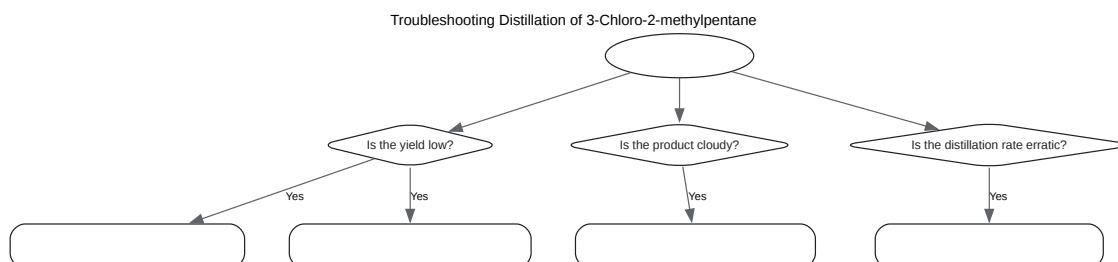 Troubleshooting Distillation of 3-Chloro-2-methylpentane
Is the yield low?
Is the product cloudy?
Is the distillation rate erratic?
Yes
Yes
Yes
Yes